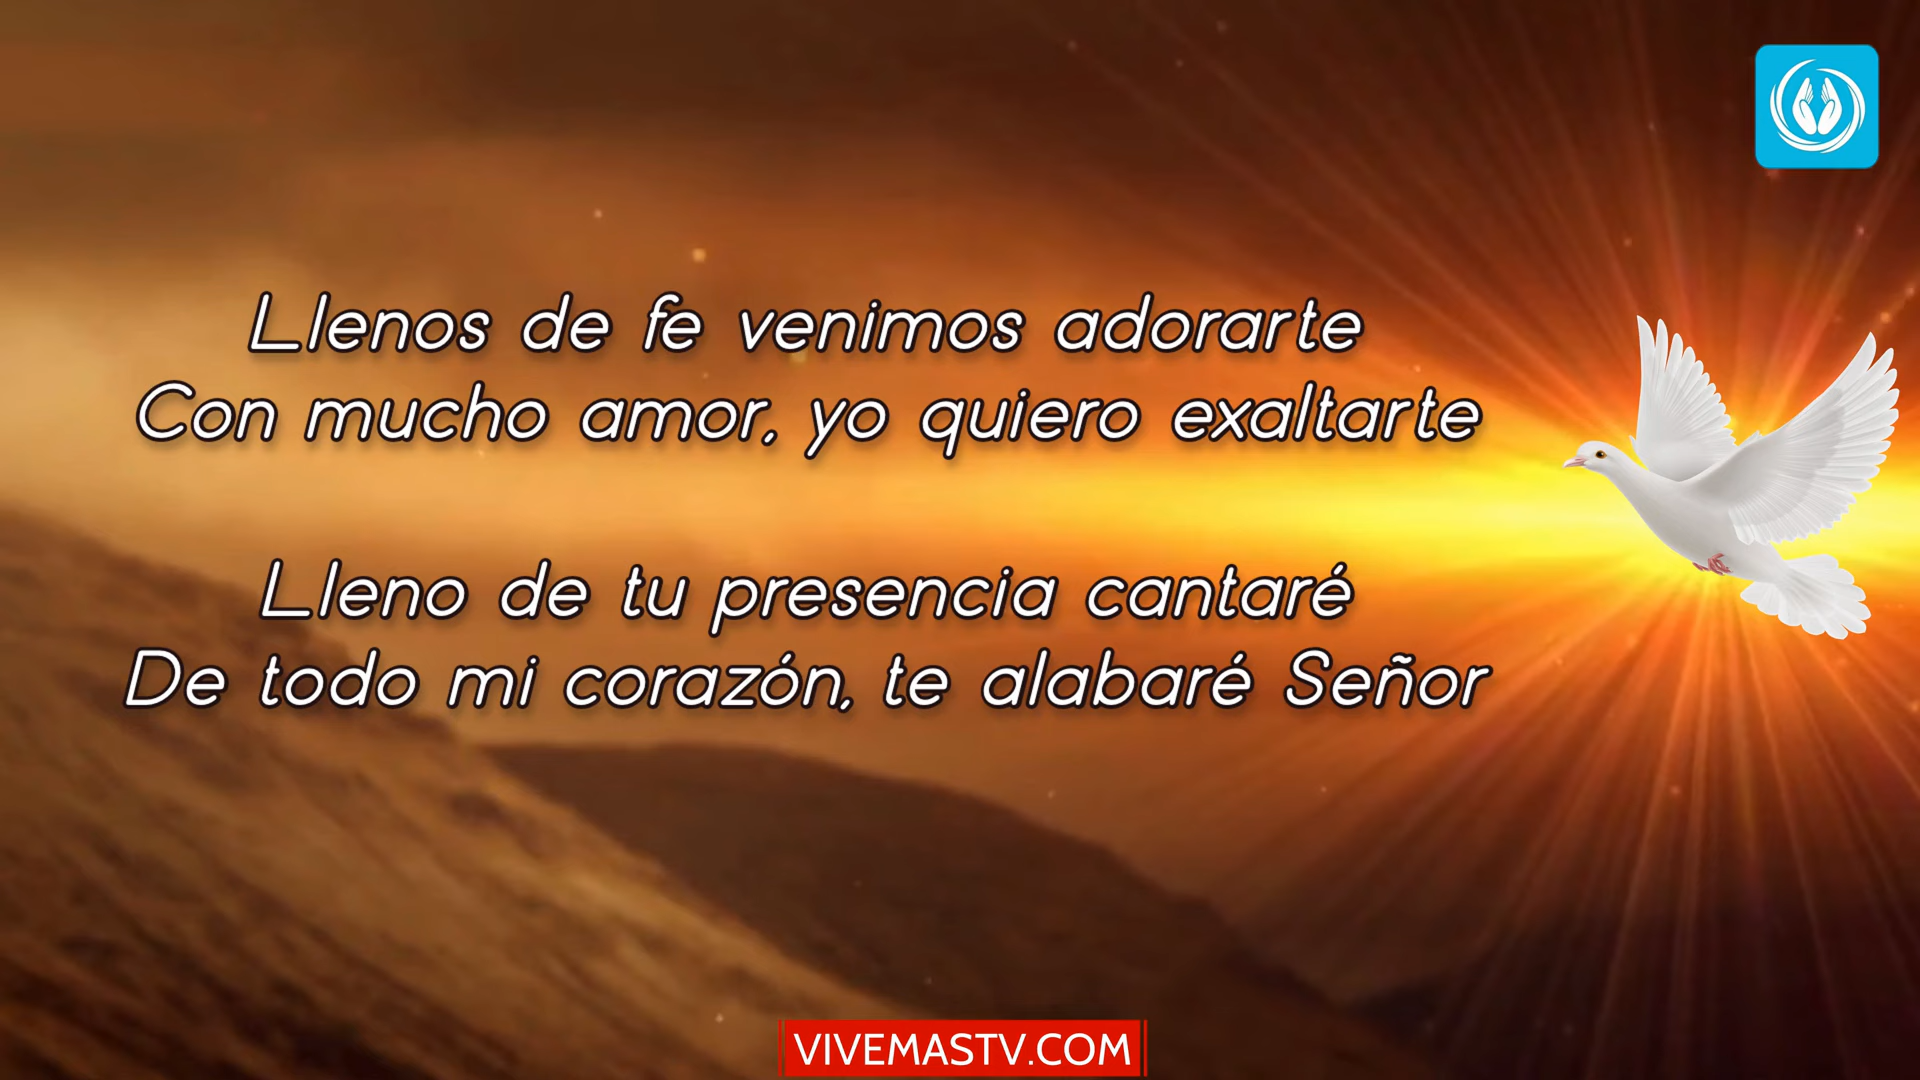 Llenos de fe venimos adorarte
Con mucho amor, yo quiero exaltarte
Lleno de tu presencia cantaré
De todo mi corazón, te alabaré Señor
VIVEMASTV.COM